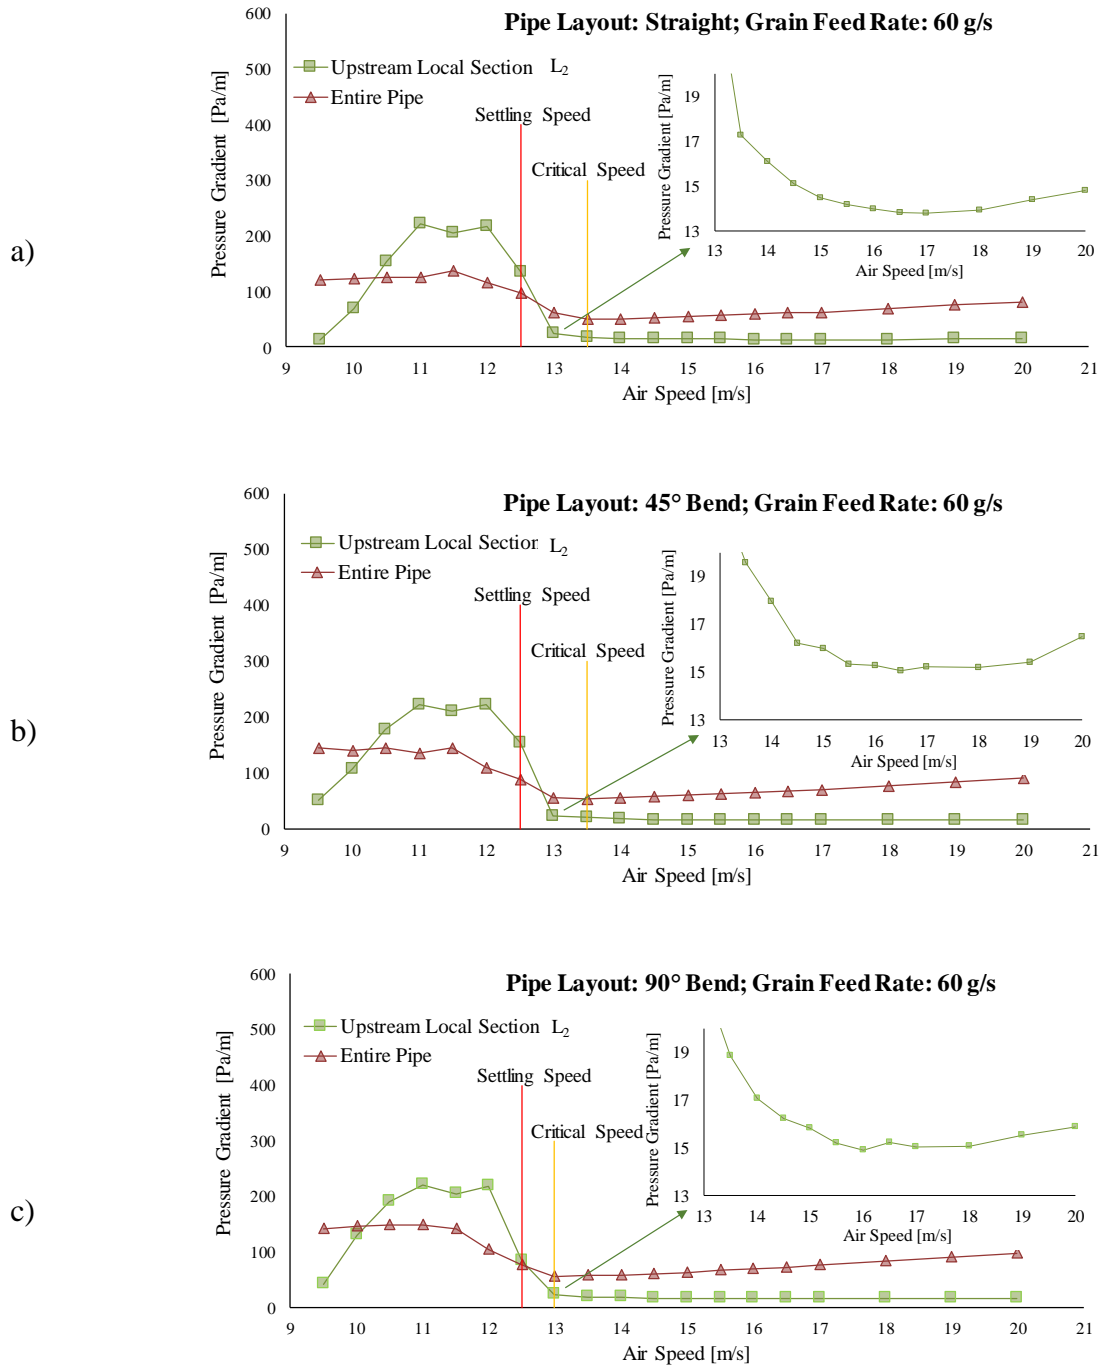 a)
Pipe Layout: Straight; Grain Feed Rate: 60 g/s
Pressure Gradient [Pa/m]
600
500
400
300
200
100
0
Upstream Local Section L₂
Entire Pipe
Settling Speed
Critical Speed
Pressure Gradient [Pa/m]
19
17
15
13
13 14 15 16 17 18 19 20
Air Speed [m/s]
9 10 11 12 13 14 15 16 17 18 19 20 21
Air Speed [m/s]
b)
Pipe Layout: 45° Bend; Grain Feed Rate: 60 g/s
Pressure Gradient [Pa/m]
600
500
400
300
200
100
0
Upstream Local Section L₂
Entire Pipe
Settling Speed
Critical Speed
Pressure Gradient [Pa/m]
19
17
15
13
13 14 15 16 17 18 19 20
Air Speed [m/s]
9 10 11 12 13 14 15 16 17 18 19 20 21
Air Speed [m/s]
c)
Pipe Layout: 90° Bend; Grain Feed Rate: 60 g/s
Pressure Gradient [Pa/m]
600
500
400
300
200
100
0
Upstream Local Section L₂
Entire Pipe
Settling Speed
Critical Speed
Pressure Gradient [Pa/m]
19
17
15
13
13 14 15 16 17 18 19 20
Air Speed [m/s]
9 10 11 12 13 14 15 16 17 18 19 20 21
Air Speed [m/s]